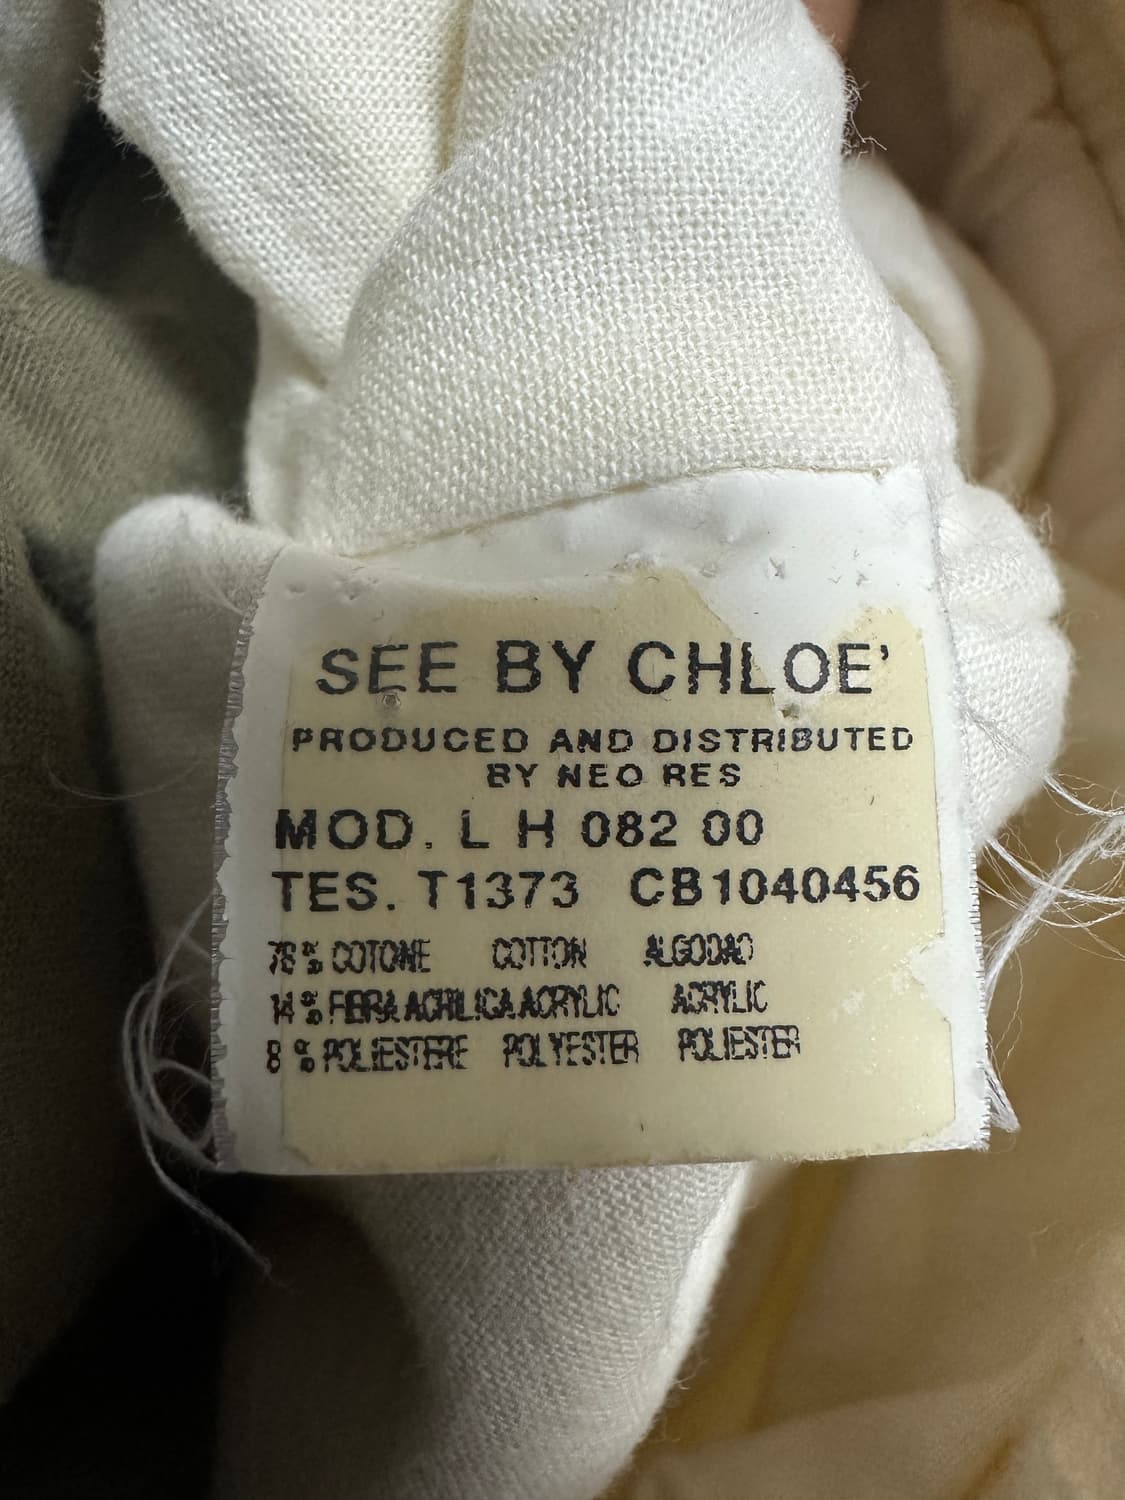 SEE BY CHLOE'
PRODUCED AND DISTRIBUTED
BY NEO RES
MOD. L H 082 00
TES. T1373 CB1040456
78 % COTONE COTTON ALGODAO
14 % FIBRA ACRILICA ACRYLIC ACRYLIC
8 % POLIESTERE POLYESTER POLIESTER